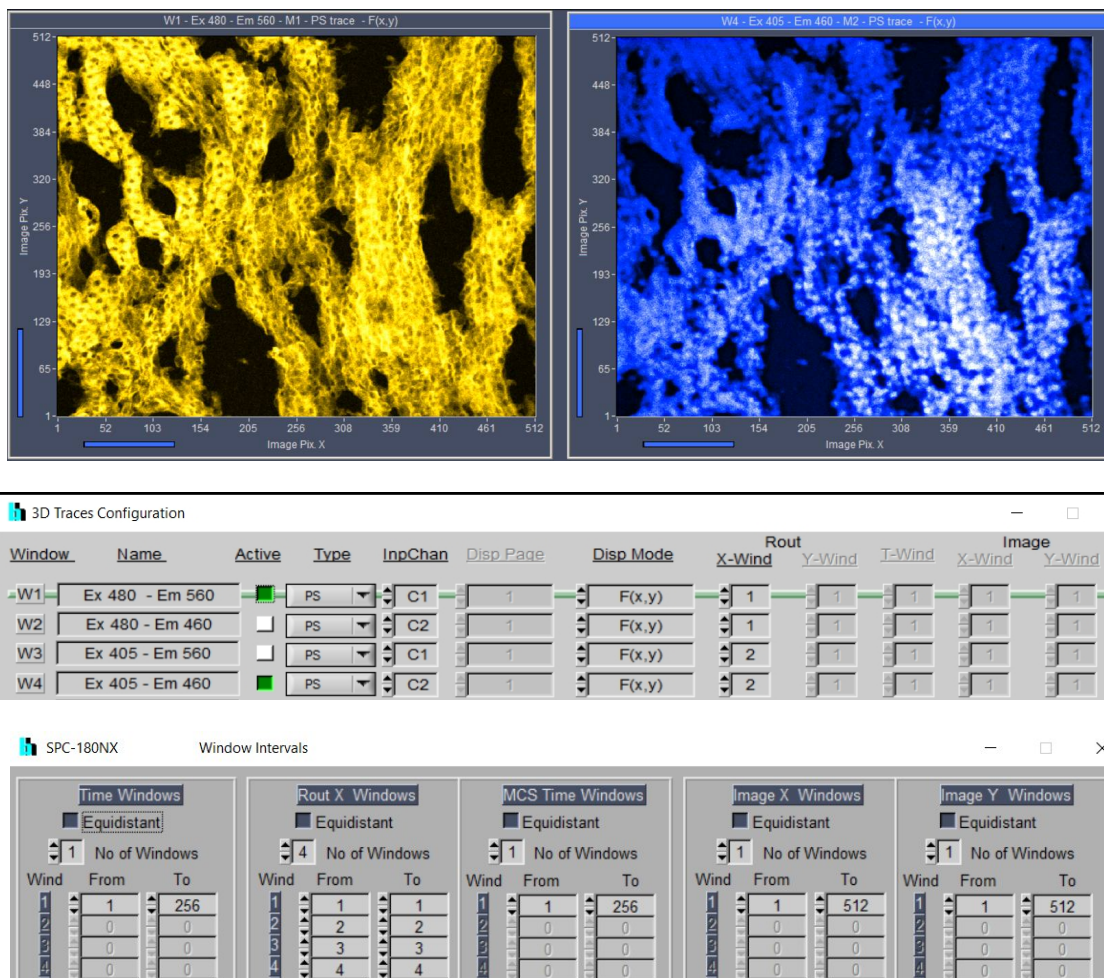 W1 - Ex 480 - Em 560 - M1 - PS trace - F(x,y)
512
448
384
320
256
193
129
65
1
Image Pix. Y
1 52 103 154 205 256 308 359 410 461 512
Image Pix. X
W4 - Ex 405 - Em 460 - M2 - PS trace - F(x,y)
512
448
384
320
256
193
129
65
1
Image Pix. Y
1 52 103 154 205 256 308 359 410 461 512
Image Pix. X
3D Traces Configuration
Rout Image
Window Name Active Type InpChan Disp Page Disp Mode X-Wind Y-Wind T-Wind X-Wind Y-Wind
W1 Ex 480 - Em 560 PS C1 1 F(x,y) 1 1 1 1 1
W2 Ex 480 - Em 460 PS C2 1 F(x,y) 1 1 1 1 1
W3 Ex 405 - Em 560 PS C1 1 F(x,y) 2 1 1 1 1
W4 Ex 405 - Em 460 PS C2 1 F(x,y) 2 1 1 1 1
SPC-180NX Window Intervals
Time Windows Rout X Windows MCS Time Windows Image X Windows Image Y Windows
Equidistant Equidistant Equidistant Equidistant Equidistant
1 No of Windows 4 No of Windows 1 No of Windows 1 No of Windows 1 No of Windows
Wind From To Wind From To Wind From To Wind From To Wind From To
1 1 256 1 1 1 1 1 256 1 1 512 1 1 512
2 0 0 2 2 2 2 0 0 2 0 0 2 0 0
3 0 0 3 3 3 3 0 0 3 0 0 3 0 0
4 0 0 4 4 4 4 0 0 4 0 0 4 0 0